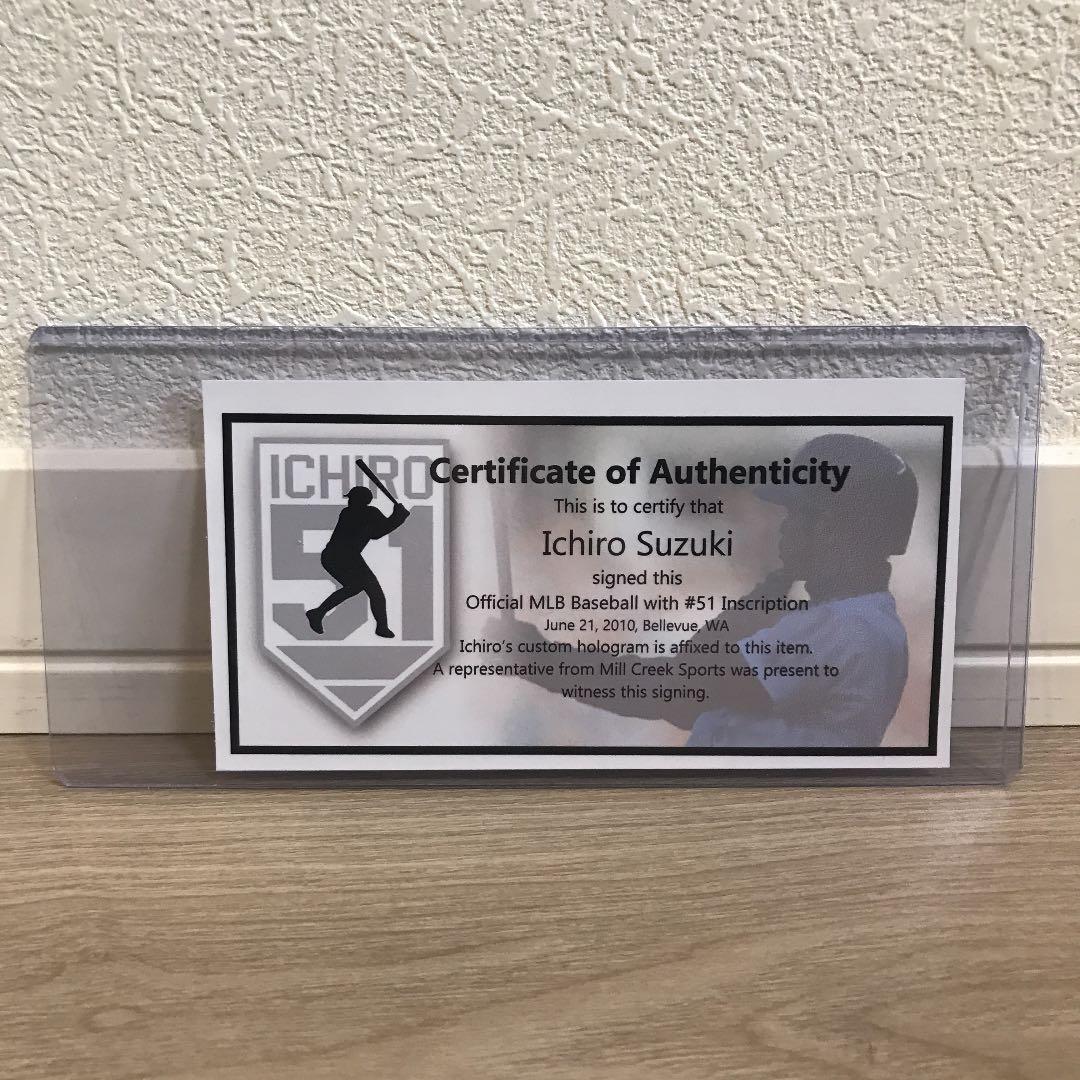 ICHIRO
51
Certificate of Authenticity
This is to certify that
Ichiro Suzuki
signed this
Official MLB Baseball with #51 Inscription
June 21, 2010, Bellevue, WA
Ichiro's custom hologram is affixed to this item.
A representative from Mill Creek Sports was present to
witness this signing.